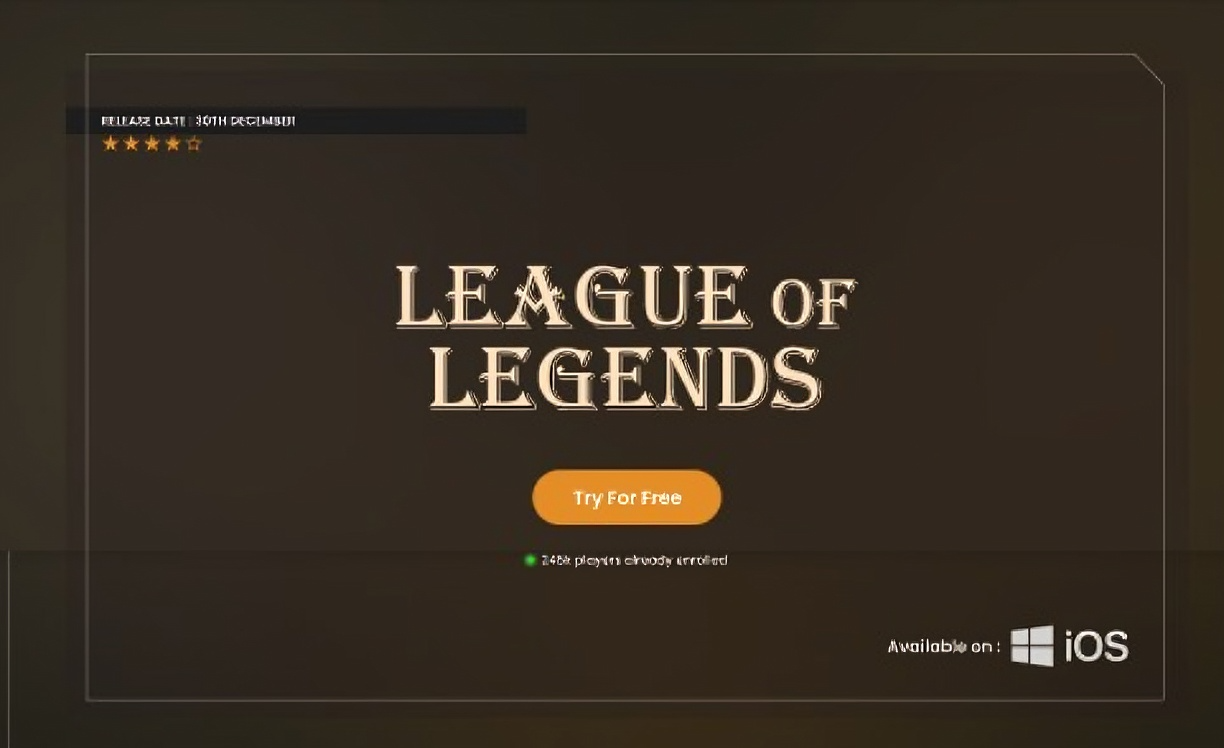 RELEASE DATE : 30TH DECEMBER
LEAGUE OF
LEGENDS
Try For Free
players already enrolled
Available on : iOS